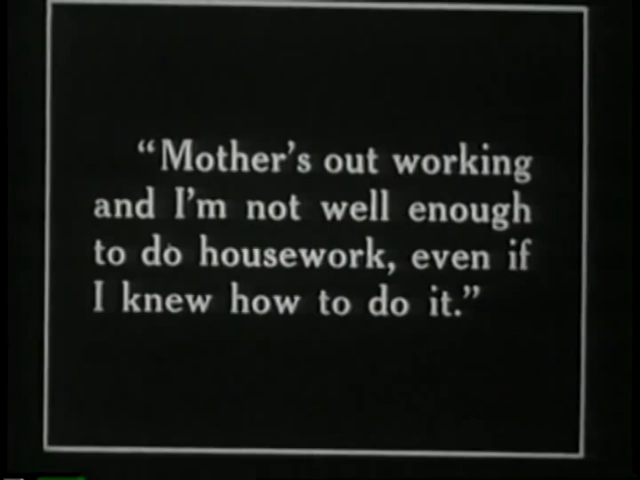 “Mother’s out working
and I’m not well enough
to do housework, even if
I knew how to do it.”